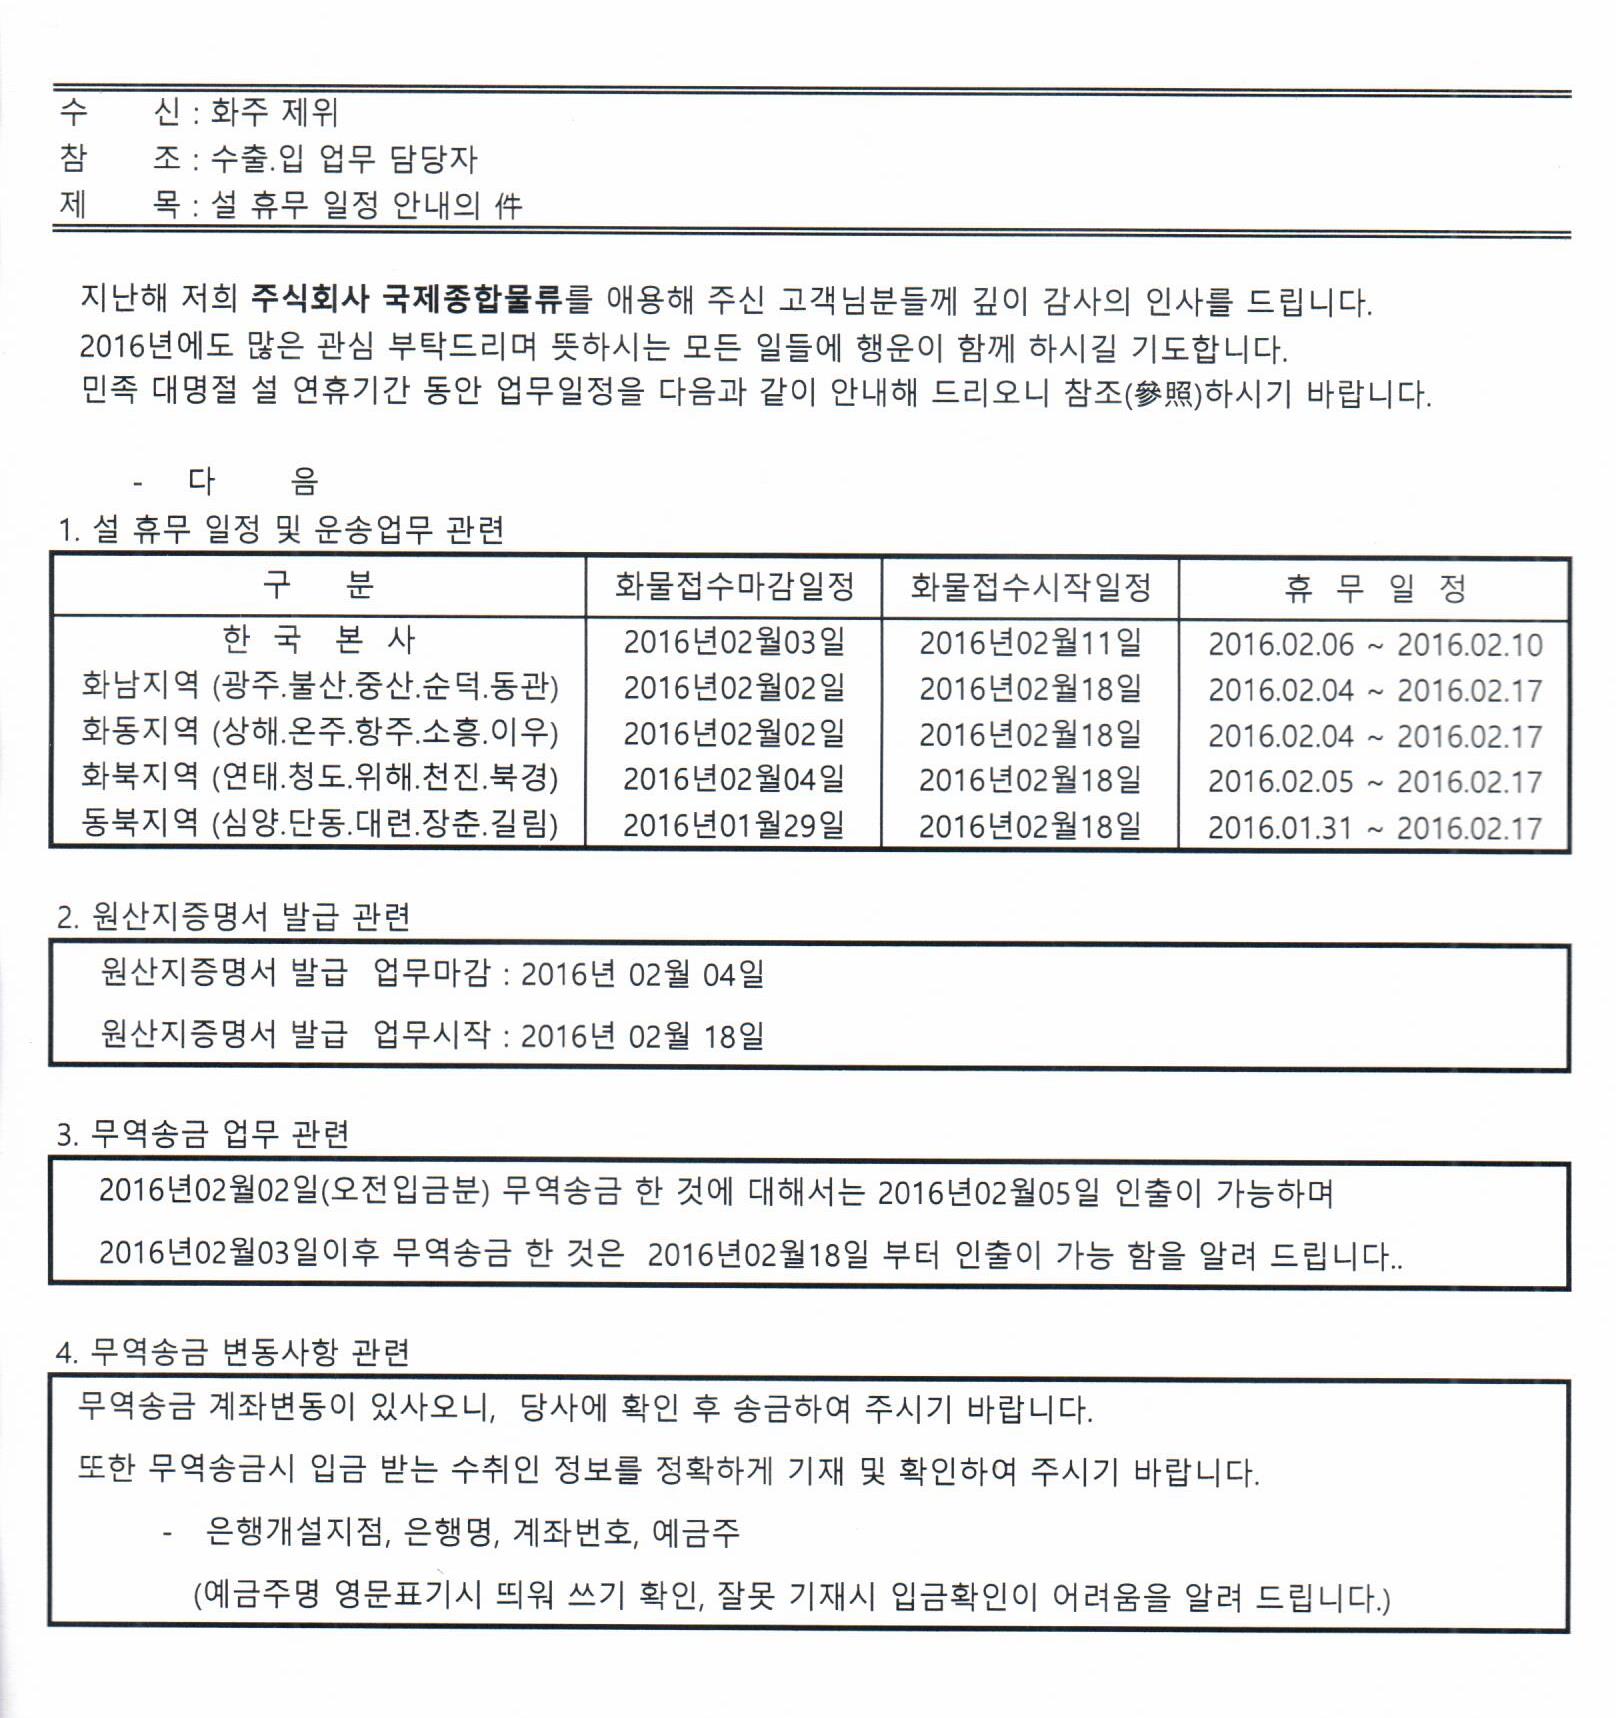 수 신 : 화주 제위
참 조 : 수출.입 업무 담당자
제 목 : 설 휴무 일정 안내의 件
지난해 저희 주식회사 국제종합물류를 애용해 주신 고객님분들께 깊이 감사의 인사를 드립니다.
2016년에도 많은 관심 부탁드리며 뜻하시는 모든 일들에 행운이 함께 하시길 기도합니다.
민족 대명절 설 연휴기간 동안 업무일정을 다음과 같이 안내해 드리오니 참조(參照)하시기 바랍니다.
- 다 음
1. 설 휴무 일정 및 운송업무 관련
구 분 화물접수마감일정 화물접수시작일정 휴 무 일 정
한 국 본 사 2016년02월03일 2016년02월11일 2016.02.06 ~ 2016.02.10
화남지역 (광주.불산.중산.순덕.동관) 2016년02월02일 2016년02월18일 2016.02.04 ~ 2016.02.17
화동지역 (상해.온주.항주.소흥.이우) 2016년02월02일 2016년02월18일 2016.02.04 ~ 2016.02.17
화북지역 (연태.청도.위해.천진.북경) 2016년02월04일 2016년02월18일 2016.02.05 ~ 2016.02.17
동북지역 (심양.단동.대련.장춘.길림) 2016년01월29일 2016년02월18일 2016.01.31 ~ 2016.02.17
2. 원산지증명서 발급 관련
원산지증명서 발급 업무마감 : 2016년 02월 04일
원산지증명서 발급 업무시작 : 2016년 02월 18일
3. 무역송금 업무 관련
2016년02월02일(오전입금분) 무역송금 한 것에 대해서는 2016년02월05일 인출이 가능하며
2016년02월03일이후 무역송금 한 것은 2016년02월18일 부터 인출이 가능 함을 알려 드립니다..
4. 무역송금 변동사항 관련
무역송금 계좌변동이 있사오니, 당사에 확인 후 송금하여 주시기 바랍니다.
또한 무역송금시 입금 받는 수취인 정보를 정확하게 기재 및 확인하여 주시기 바랍니다.
- 은행개설지점, 은행명, 계좌번호, 예금주
(예금주명 영문표기시 띄워 쓰기 확인, 잘못 기재시 입금확인이 어려움을 알려 드립니다.)